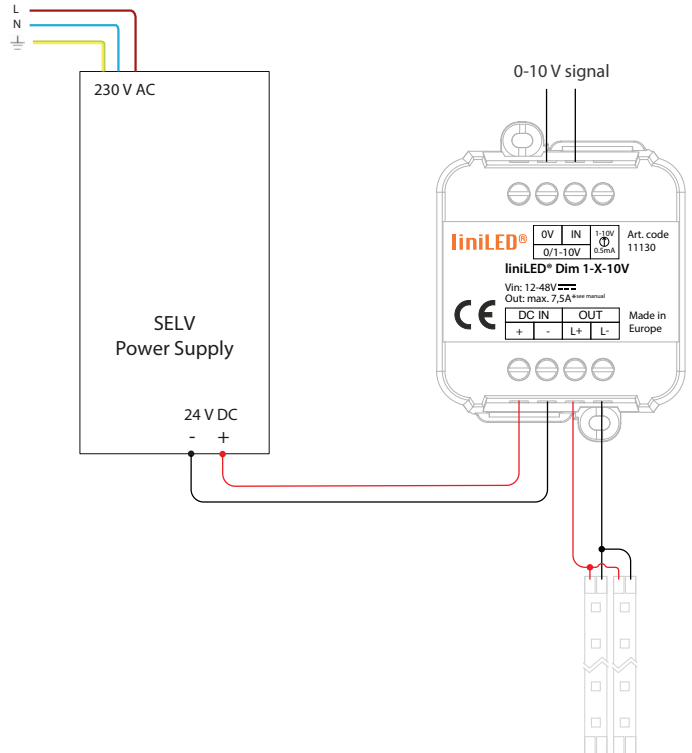 L
N
230 V AC
SELV
Power Supply
24 V DC
- +
0-10 V signal
liniLED®
0V IN 1-10V
0/1-10V 0.5mA
Art. code
11130
liniLED® Dim 1-X-10V
Vin: 12-48V
Out: max. 7,5A*see manual
CE
DC IN OUT
+ - L+ L-
Made in
Europe